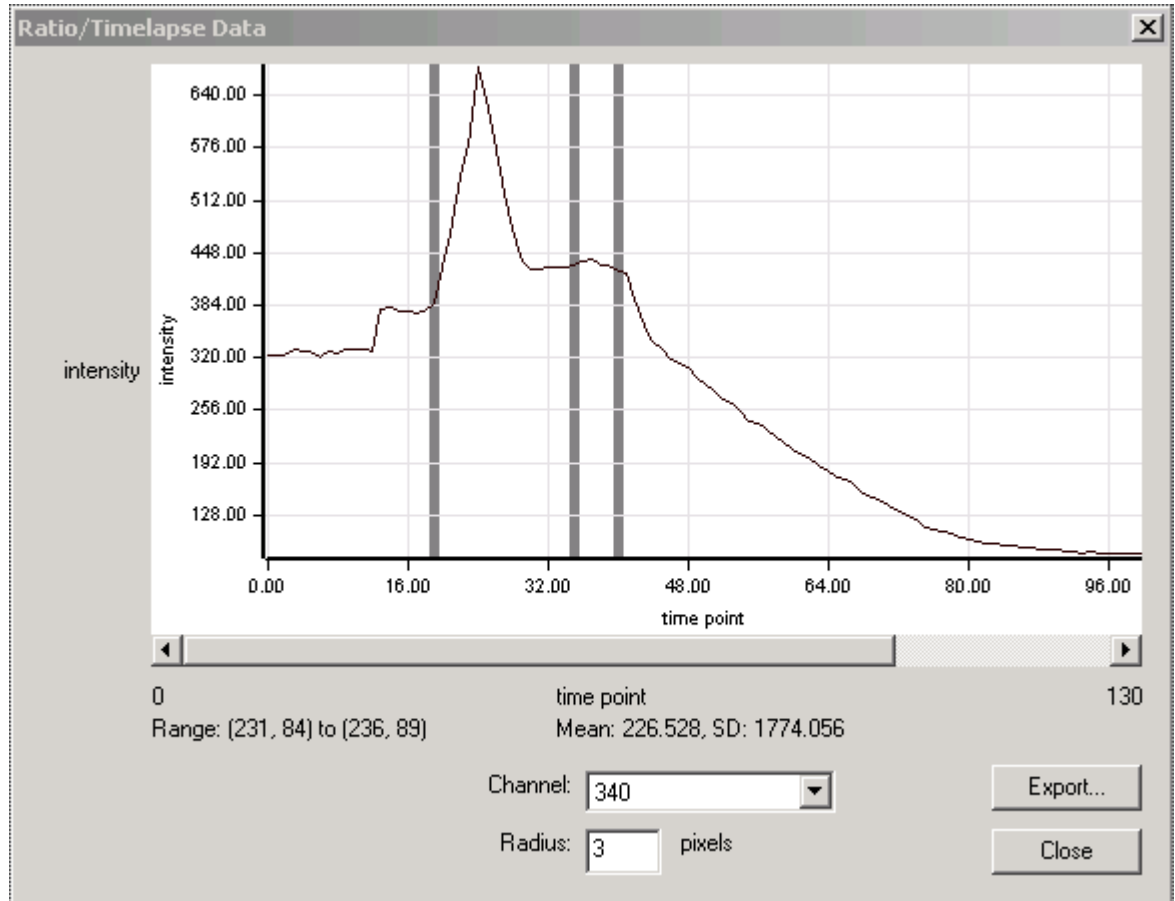 Ratio/Timelapse Data
640.00
576.00
512.00
448.00
384.00
320.00
256.00
192.00
128.00
intensity
intensity
0.00 16.00 32.00 48.00 64.00 80.00 96.00
time point
0 time point 130
Range: (231, 84) to (236, 89) Mean: 226.528, SD: 1774.056
Channel: 340 Export...
Radius: 3 pixels Close